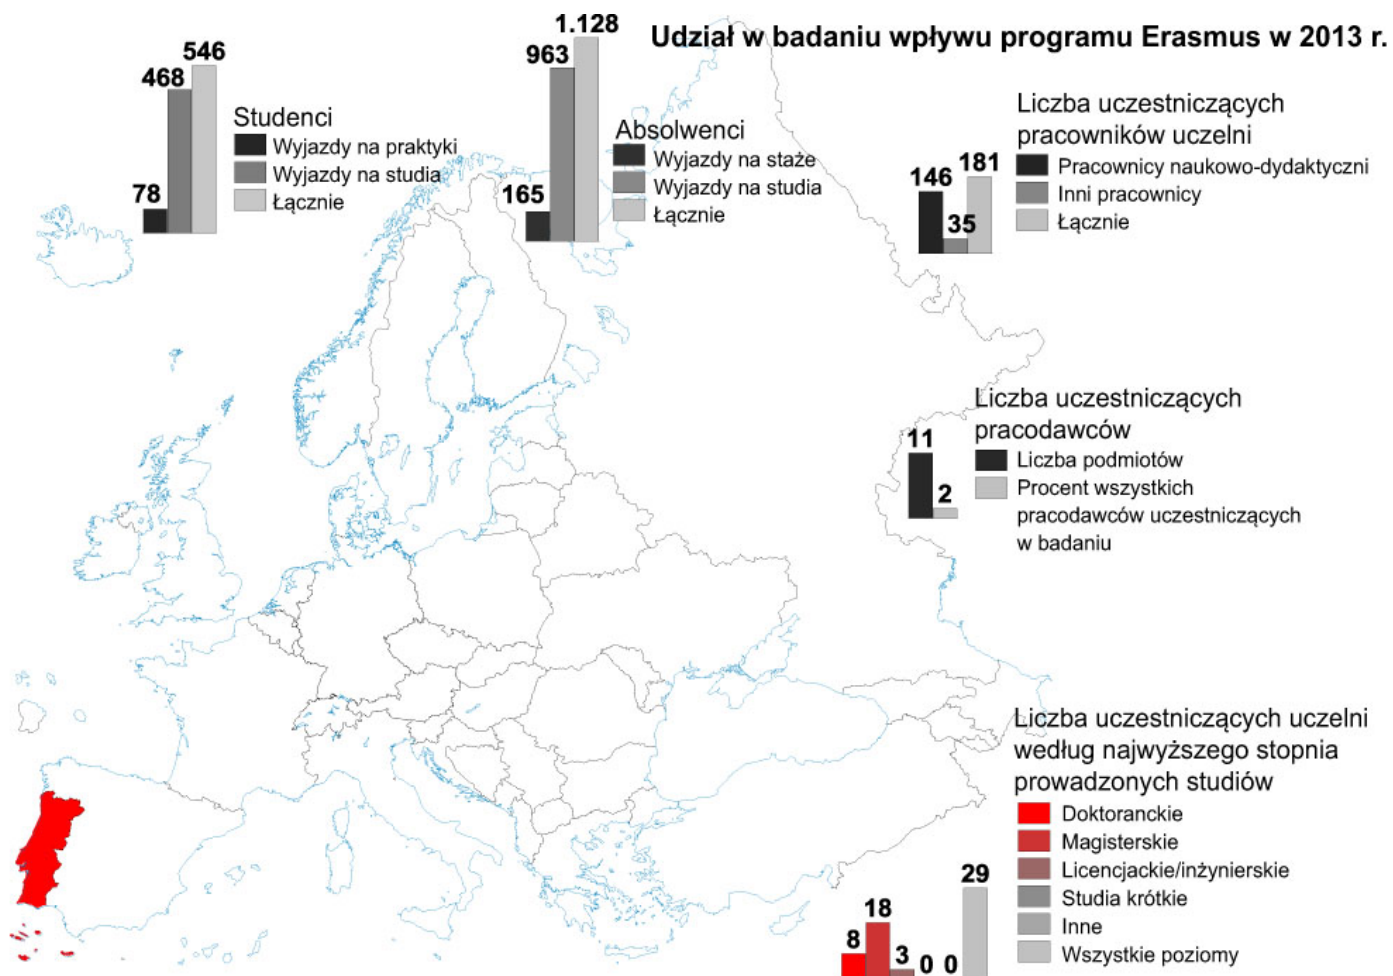 Udział w badaniu wpływu programu Erasmus w 2013 r.
546
468
78
Studenci
Wyjazdy na praktyki
Wyjazdy na studia
Łącznie
1.128
963
165
Absolwenci
Wyjazdy na staże
Wyjazdy na studia
Łącznie
Liczba uczestniczących
pracowników uczelni
146
35
181
Pracownicy naukowo-dydaktyczni
Inni pracownicy
Łącznie
Liczba uczestniczących
pracodawców
11
2
Liczba podmiotów
Procent wszystkich
pracodawców uczestniczących
w badaniu
Liczba uczestniczących uczelni
według najwyższego stopnia
prowadzonych studiów
Doktoranckie
Magisterskie
Licencjackie/inżynierskie
Studia krótkie
Inne
Wszystkie poziomy
8
18
3
0
0
29